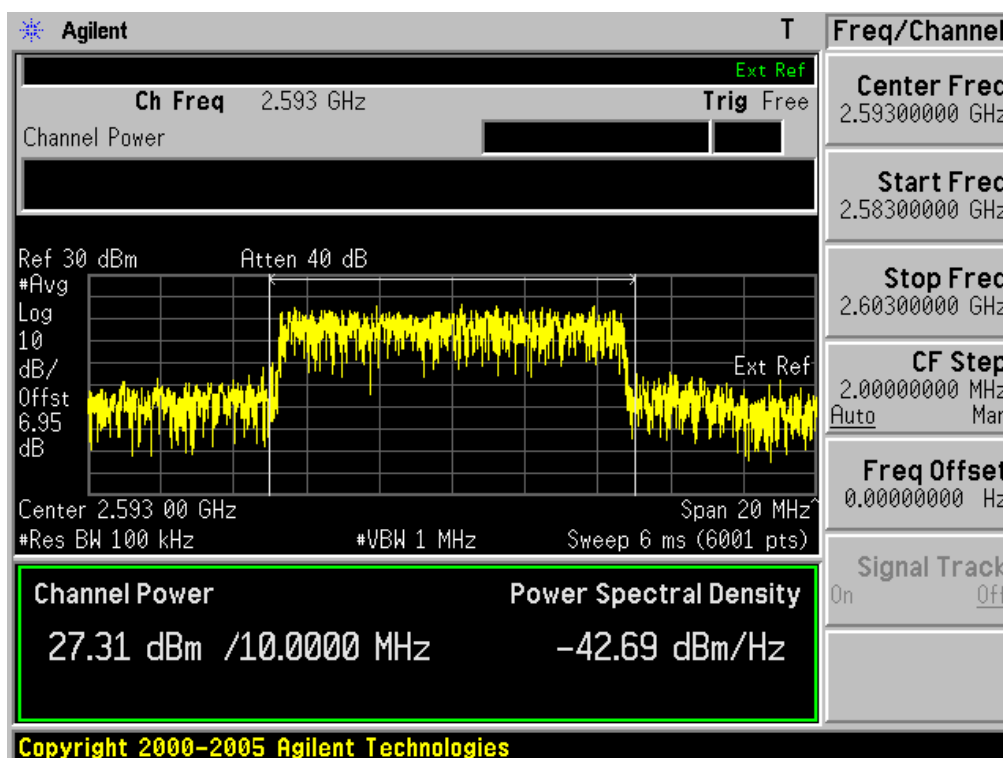 Agilent T Freq/Channel
Ext Ref
Ch Freq 2.593 GHz Trig Free
Channel Power
Center Freq
2.59300000 GHz
Start Freq
2.58300000 GHz
Stop Freq
2.60300000 GHz
CF Step
2.00000000 MHz
Auto Man
Freq Offset
0.00000000 Hz
Signal Track
On Off
Ref 30 dBm Atten 40 dB
#Avg
Log
10
dB/
Offst
6.95
dB
Ext Ref
Center 2.593 00 GHz Span 20 MHz^
#Res BW 100 kHz #VBW 1 MHz Sweep 6 ms (6001 pts)
Channel Power Power Spectral Density
27.31 dBm /10.0000 MHz -42.69 dBm/Hz
Copyright 2000-2005 Agilent Technologies